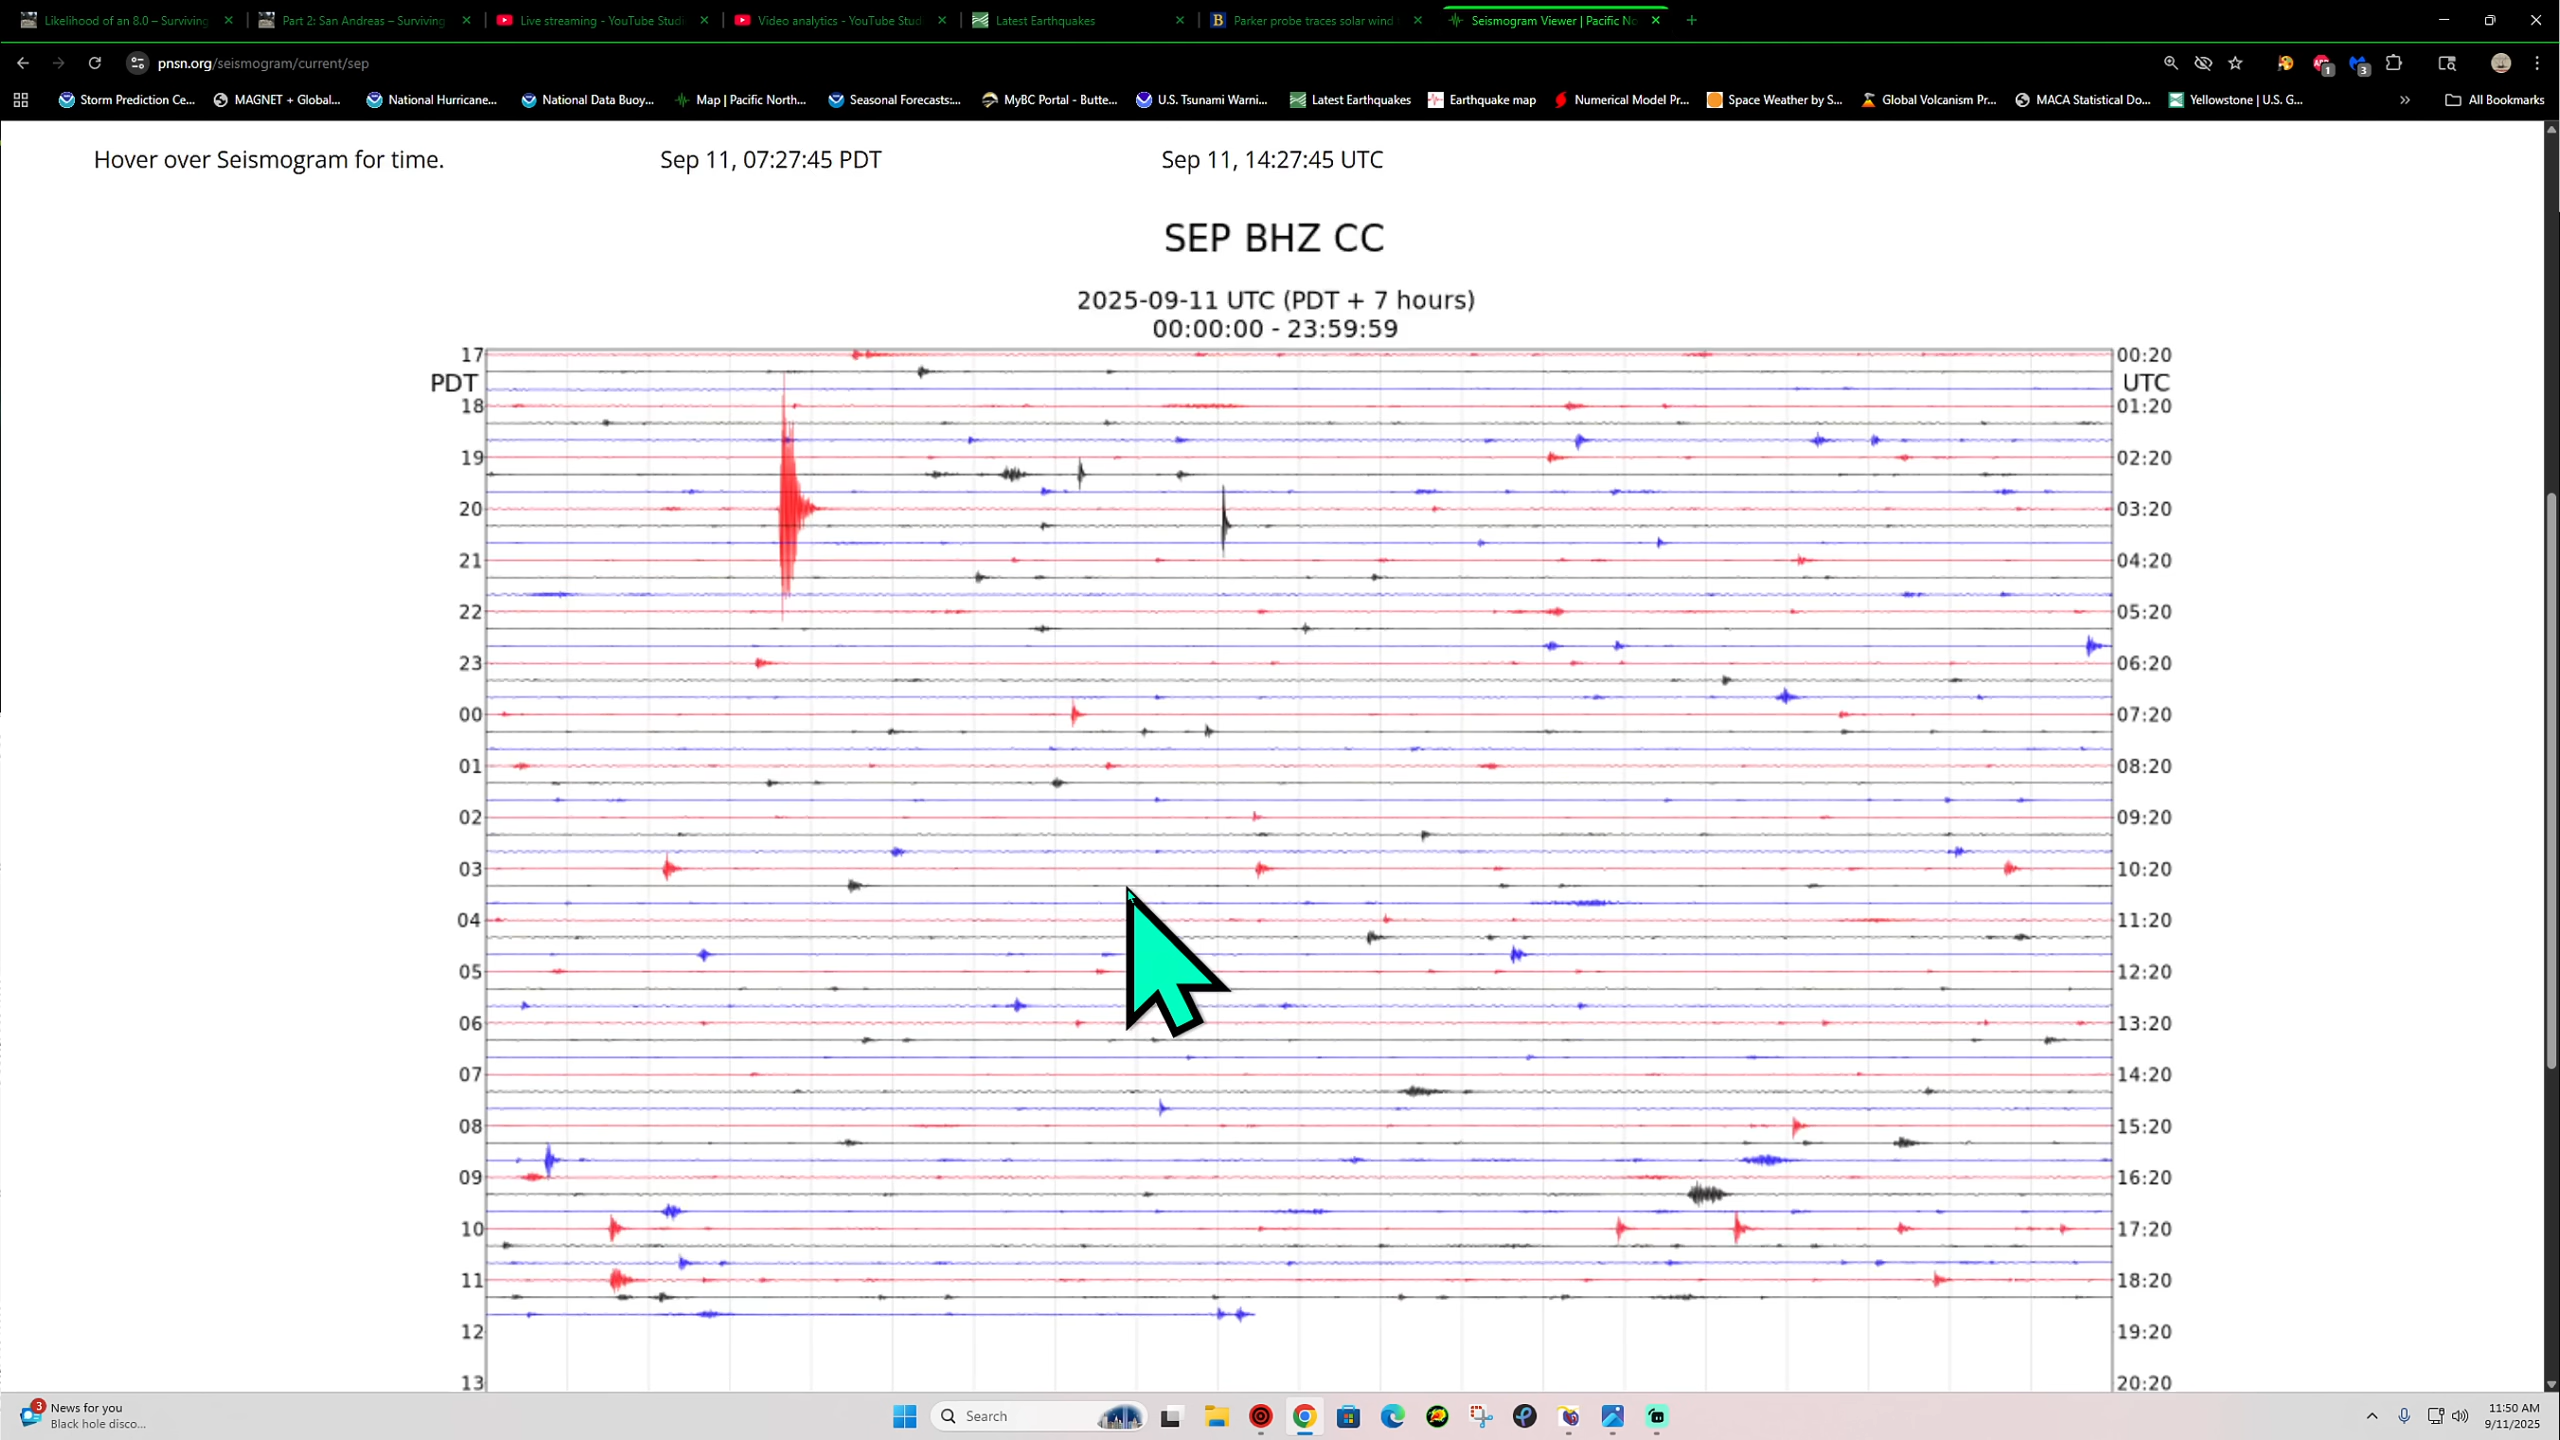 Likelihood of an 8.0 – Surviving
Part 2: San Andreas – Surviving
Live streaming - YouTube Studi
Video analytics - YouTube Stud
Latest Earthquakes
B Parker probe traces solar wind
Seismogram Viewer | Pacific No
pnsn.org/seismogram/current/sep
1
3
Storm Prediction Ce...
MAGNET + Global...
National Hurricane...
National Data Buoy...
Map | Pacific North...
Seasonal Forecasts:...
MyBC Portal - Butte...
U.S. Tsunami Warni...
Latest Earthquakes
Earthquake map
Numerical Model Pr...
Space Weather by S...
Global Volcanism Pr...
MACA Statistical Do...
Yellowstone | U.S. G...
All Bookmarks
Hover over Seismogram for time.
Sep 11, 07:27:45 PDT
Sep 11, 14:27:45 UTC
SEP BHZ CC
2025-09-11 UTC (PDT + 7 hours)
00:00:00 - 23:59:59
17 00:20
PDT UTC
18 01:20
19 02:20
20 03:20
21 04:20
22 05:20
23 06:20
00 07:20
01 08:20
02 09:20
03 10:20
04 11:20
05 12:20
06 13:20
07 14:20
08 15:20
09 16:20
10 17:20
11 18:20
12 19:20
13 20:20
3
News for you
Black hole disco...
Search
11:50 AM
9/11/2025